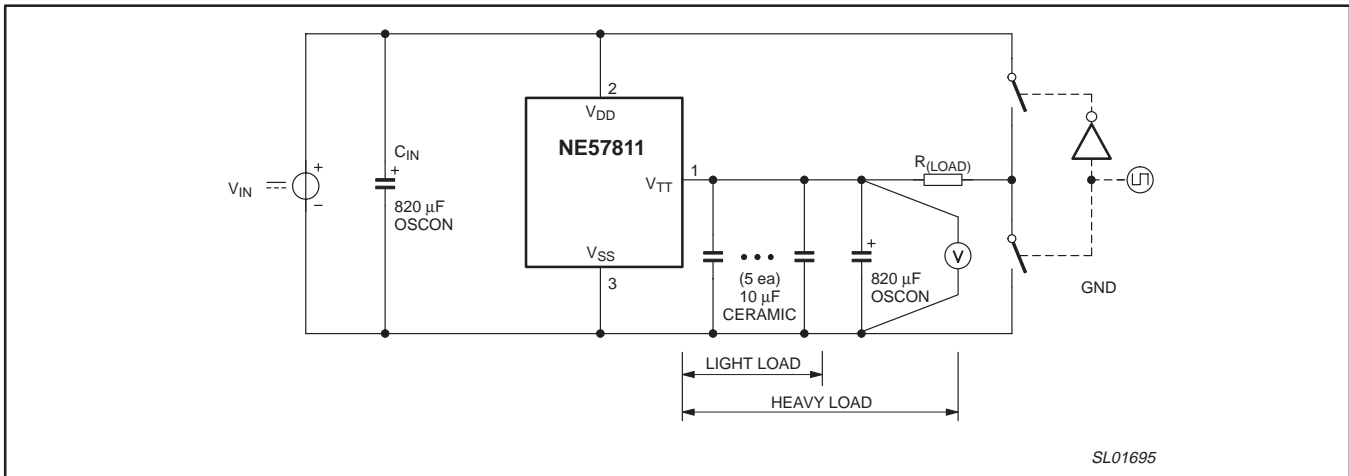 2
V_DD
NE57811
C_IN
+
V_IN
+
−
820 µF
OSCON
1
V_TT
R_(LOAD)
V_SS
3
(5 ea)
10 µF
CERAMIC
+
820 µF
OSCON
V
GND
LIGHT LOAD
HEAVY LOAD
SL01695